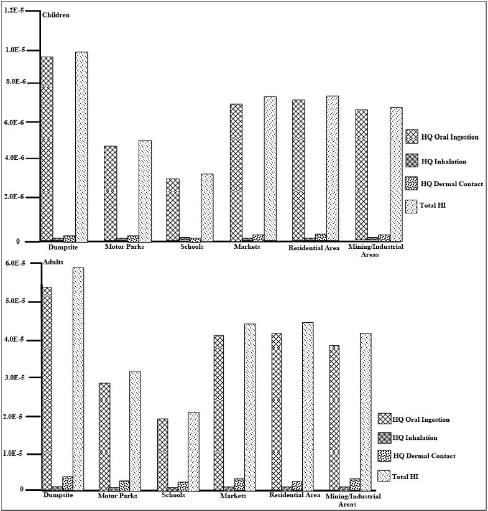 1.2E-5
Children
1.0E-5
8.0E-6
6.0E-6
4.0E-6
2.0E-6
0
HQ Oral Ingestion
HQ Inhalation
HQ Dermal Contact
Total HI
Dumpsite Motor Parks Schools Markets Residential Area Mining/Industrial
Areas
6.0E-5
Adults
5.0E-5
4.0E-5
3.0E-5
2.0E-5
1.0E-5
0
HQ Oral Ingestion
HQ Inhalation
HQ Dermal Contact
Total HI
Dumpsite Motor Parks Schools Markets Residential Area Mining/Industrial
Areas